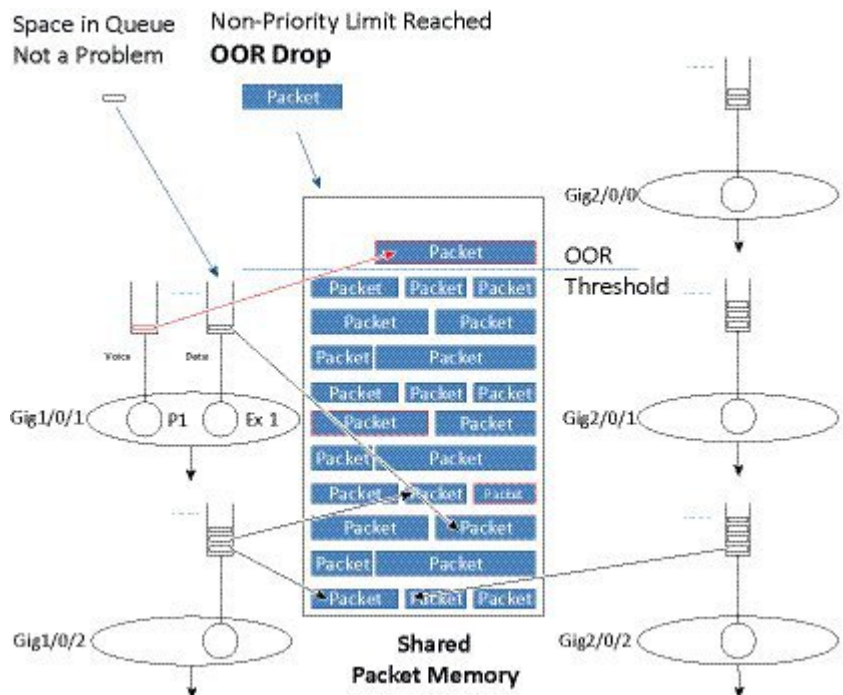 Space in Queue
Not a Problem
Non-Priority Limit Reached
OOR Drop
Packet
Gig2/0/0
Packet
OOR
Threshold
Packet Packet Packet
Packet Packet
Packet Packet
Packet Packet Packet
Packet Packet
Packet Packet
Packet Packet Packet
Packet Packet
Packet Packet
Packet Packet Packet
Voice
Data
Gig1/0/1
P1
Ex 1
Gig2/0/1
Gig1/0/2
Gig2/0/2
Shared
Packet Memory